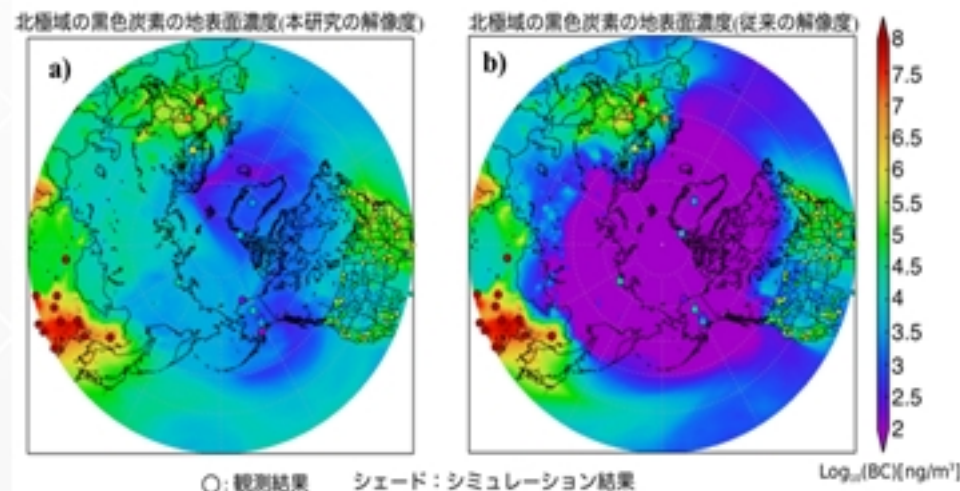 北極域の黒色炭素の地表面濃度(本研究の解像度)
北極域の黒色炭素の地表面濃度(従来の解像度)
a)
b)
8
7.5
7
6.5
6
5.5
5
4.5
4
3.5
3
2.5
2
Log₁₀(BC)[ng/m³]
○: 観測結果 シェード：シミュレーション結果